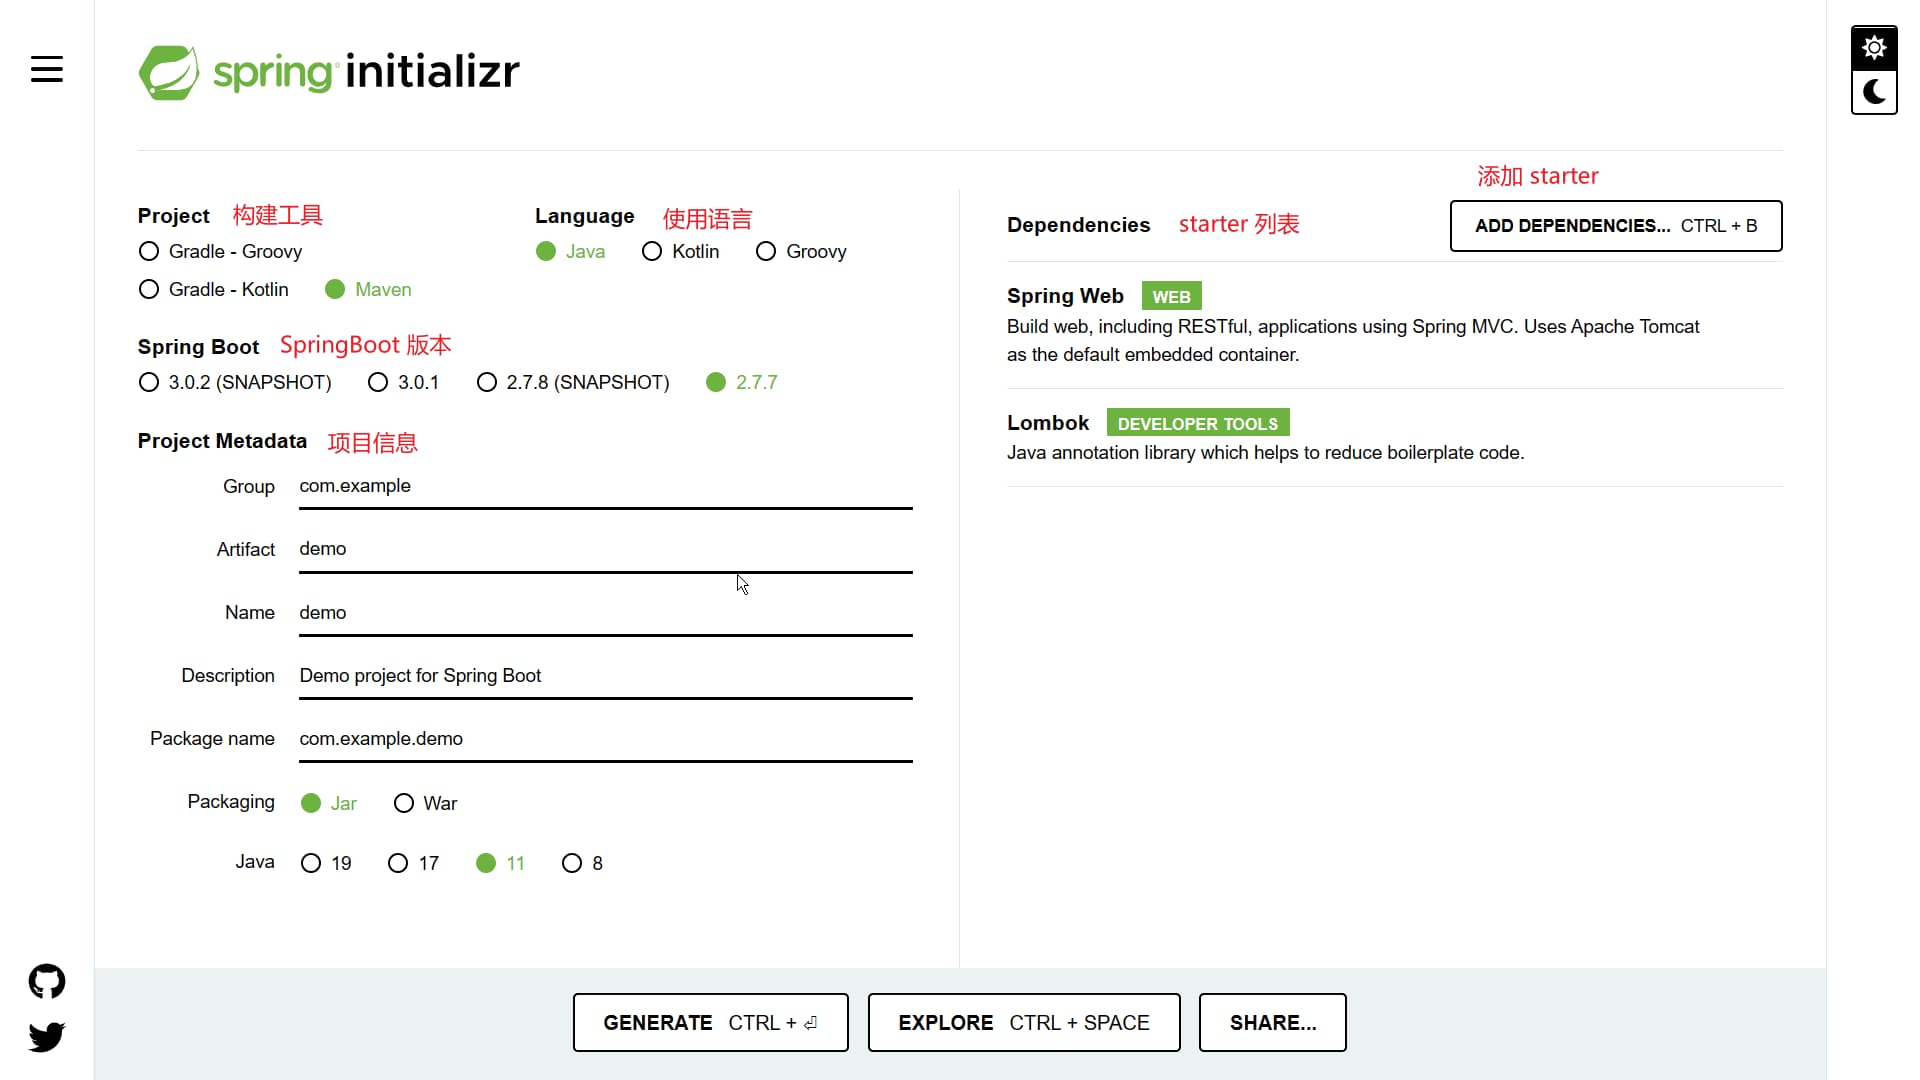 spring initializr
Project 构建工具
Gradle - Groovy
Gradle - Kotlin Maven
Language 使用语言
Java Kotlin Groovy
Spring Boot SpringBoot 版本
3.0.2 (SNAPSHOT) 3.0.1 2.7.8 (SNAPSHOT) 2.7.7
Project Metadata 项目信息
Group com.example
Artifact demo
Name demo
Description Demo project for Spring Boot
Package name com.example.demo
Packaging Jar War
Java 19 17 11 8
添加 starter
Dependencies starter 列表
ADD DEPENDENCIES... CTRL + B
Spring Web WEB
Build web, including RESTful, applications using Spring MVC. Uses Apache Tomcat
as the default embedded container.
Lombok DEVELOPER TOOLS
Java annotation library which helps to reduce boilerplate code.
GENERATE CTRL + ⏎
EXPLORE CTRL + SPACE
SHARE...